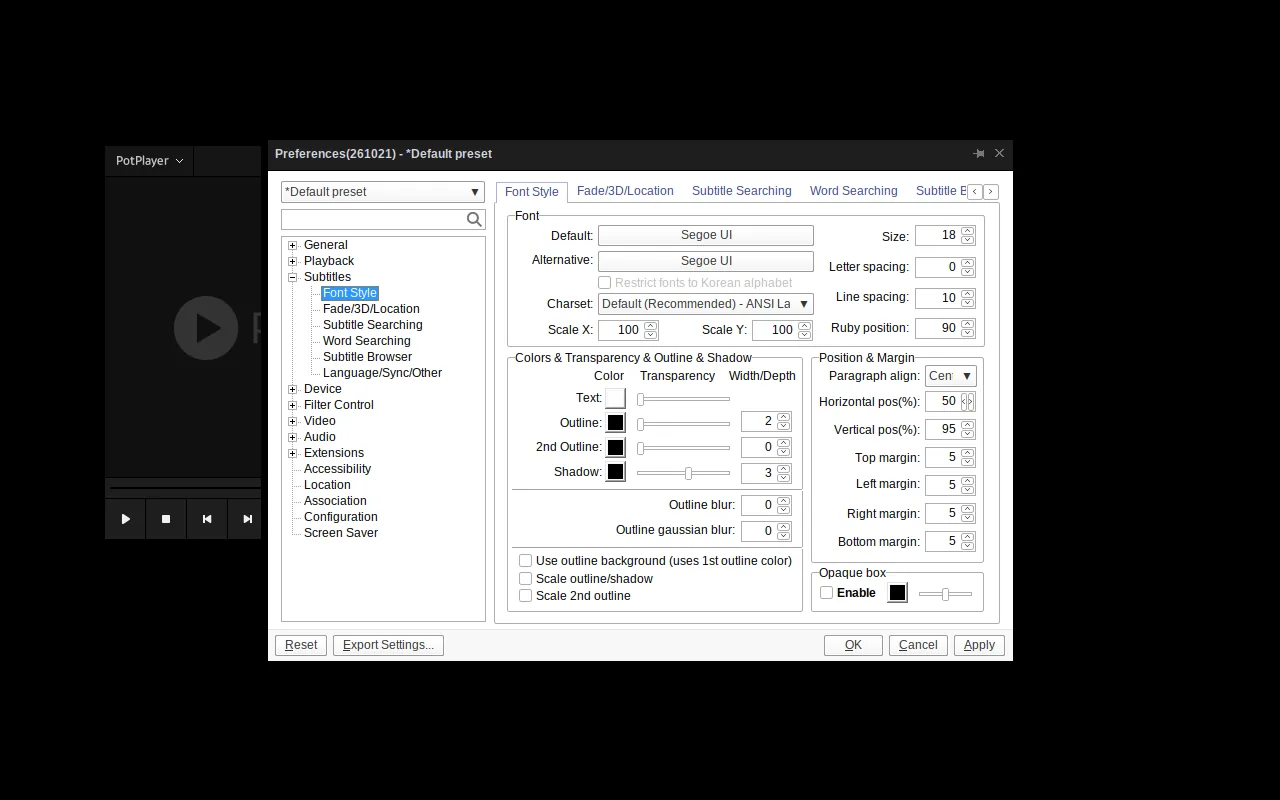 PotPlayer
P
Preferences(261021) - *Default preset
*Default preset
General
Playback
Subtitles
Font Style
Fade/3D/Location
Subtitle Searching
Word Searching
Subtitle Browser
Language/Sync/Other
Device
Filter Control
Video
Audio
Extensions
Accessibility
Location
Association
Configuration
Screen Saver
Font Style Fade/3D/Location Subtitle Searching Word Searching Subtitle B
Font
Default: Segoe UI Size: 18
Alternative: Segoe UI Letter spacing: 0
Restrict fonts to Korean alphabet
Charset: Default (Recommended) - ANSI La Line spacing: 10
Scale X: 100 Scale Y: 100 Ruby position: 90
Colors & Transparency & Outline & Shadow
Color Transparency Width/Depth
Text:
Outline: 2
2nd Outline: 0
Shadow: 3
Outline blur: 0
Outline gaussian blur: 0
Use outline background (uses 1st outline color)
Scale outline/shadow
Scale 2nd outline
Position & Margin
Paragraph align: Cent
Horizontal pos(%): 50
Vertical pos(%): 95
Top margin: 5
Left margin: 5
Right margin: 5
Bottom margin: 5
Opaque box
Enable
Reset Export Settings... OK Cancel Apply